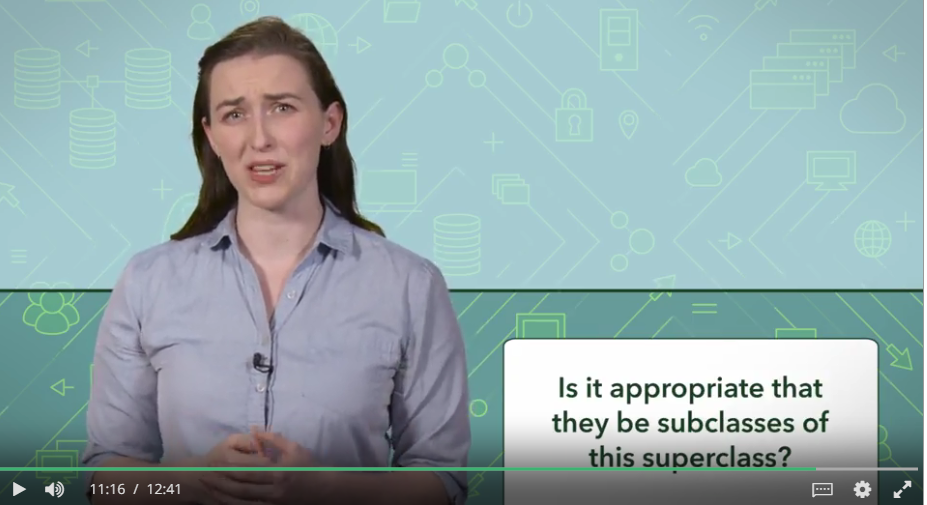 Is it appropriate that
they be subclasses of
this superclass?
11:16 / 12:41